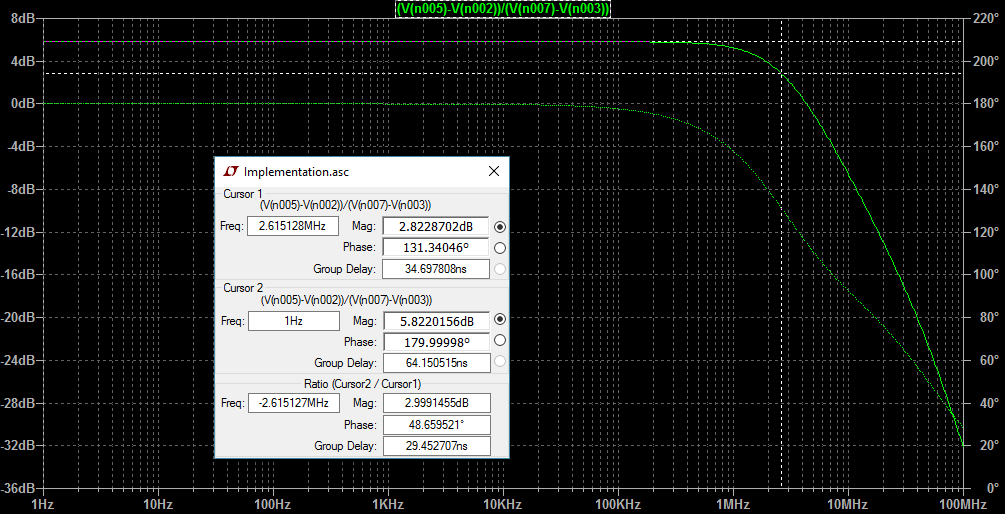 (V(n005)-V(n002))/(V(n007)-V(n003))
8dB 220°
4dB 200°
0dB 180°
-4dB 160°
-8dB 140°
-12dB 120°
-16dB 100°
-20dB 80°
-24dB 60°
-28dB 40°
-32dB 20°
-36dB 0°
1Hz 10Hz 100Hz 1KHz 10KHz 100KHz 1MHz 10MHz 100MHz
Implementation.asc
Cursor 1
(V(n005)-V(n002))/(V(n007)-V(n003))
Freq: 2.615128MHz Mag: 2.8228702dB
Phase: 131.34046°
Group Delay: 34.697808ns
Cursor 2
(V(n005)-V(n002))/(V(n007)-V(n003))
Freq: 1Hz Mag: 5.8220156dB
Phase: 179.99998°
Group Delay: 64.150515ns
Ratio (Cursor2 / Cursor1)
Freq: -2.615127MHz Mag: 2.9991455dB
Phase: 48.659521°
Group Delay: 29.452707ns